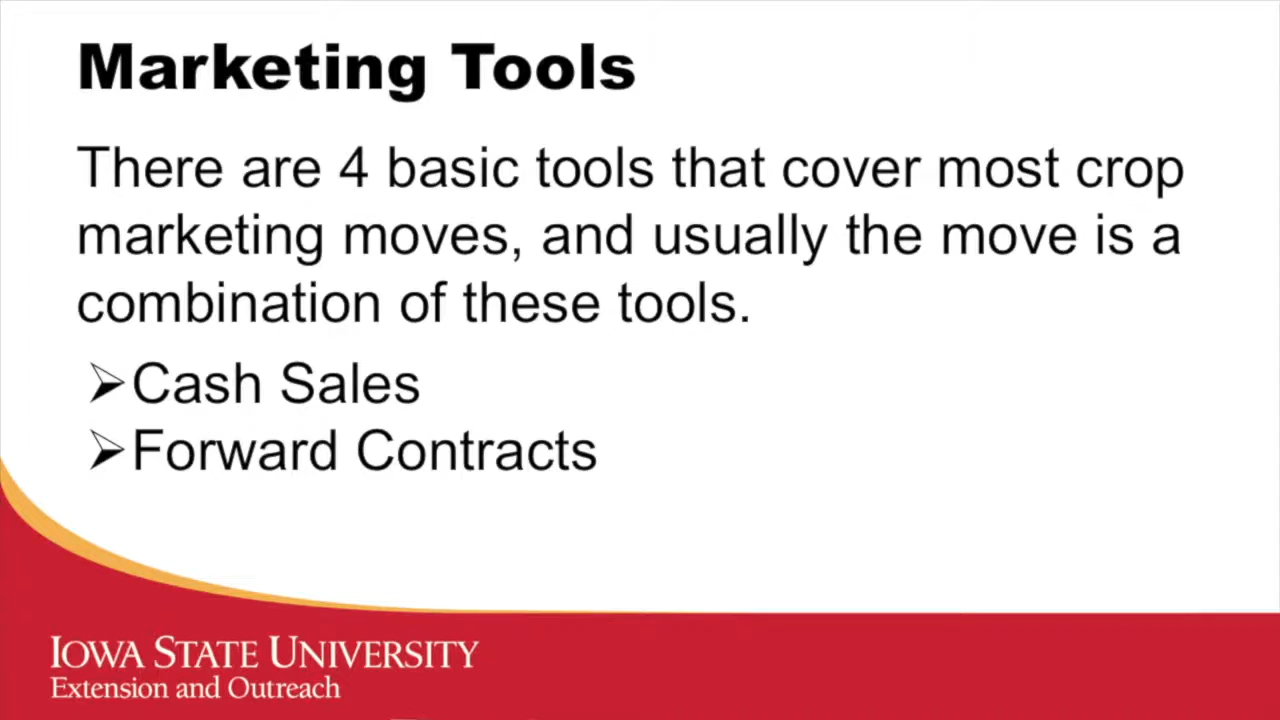 Marketing Tools
There are 4 basic tools that cover most crop
marketing moves, and usually the move is a
combination of these tools.
➢Cash Sales
➢Forward Contracts
IOWA STATE UNIVERSITY
Extension and Outreach